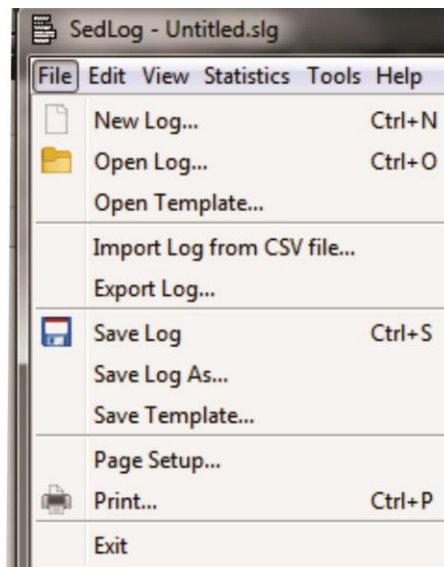 SedLog - Untitled.slg
File Edit View Statistics Tools Help
New Log... Ctrl+N
Open Log... Ctrl+O
Open Template...
Import Log from CSV file...
Export Log...
Save Log Ctrl+S
Save Log As...
Save Template...
Page Setup...
Print... Ctrl+P
Exit